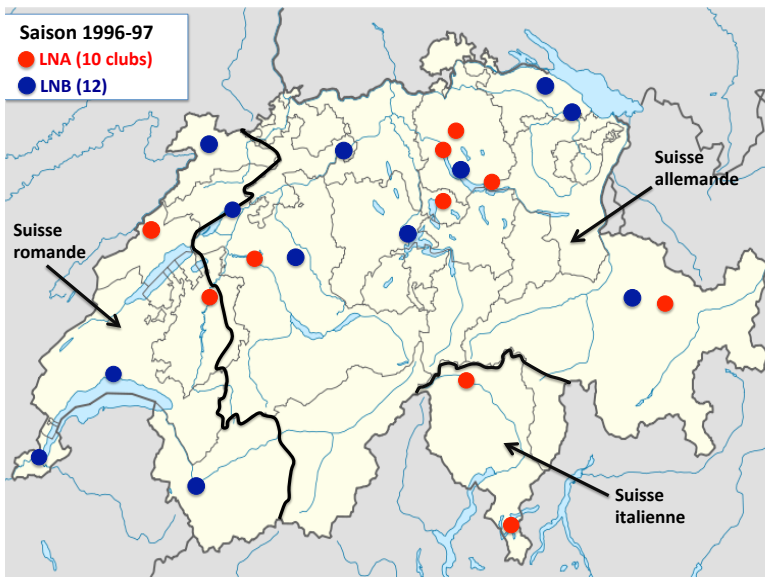 Saison 1996-97
LNA (10 clubs)
LNB (12)
Suisse
allemande
Suisse
romande
Suisse
italienne